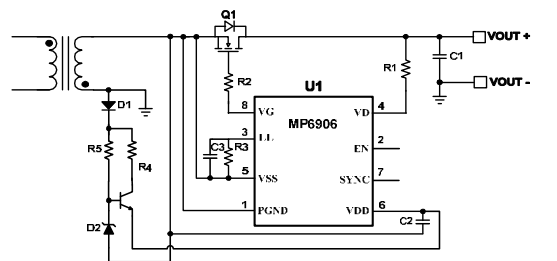 Q1
VOUT +
C1
R1
VOUT -
D1
R2
U1
MP6906
8 VG
VD 4
3 LL
EN 2
R5
R4
C3
R3
5 VSS
SYNC 7
1 PGND
VDD 6
D2
C2